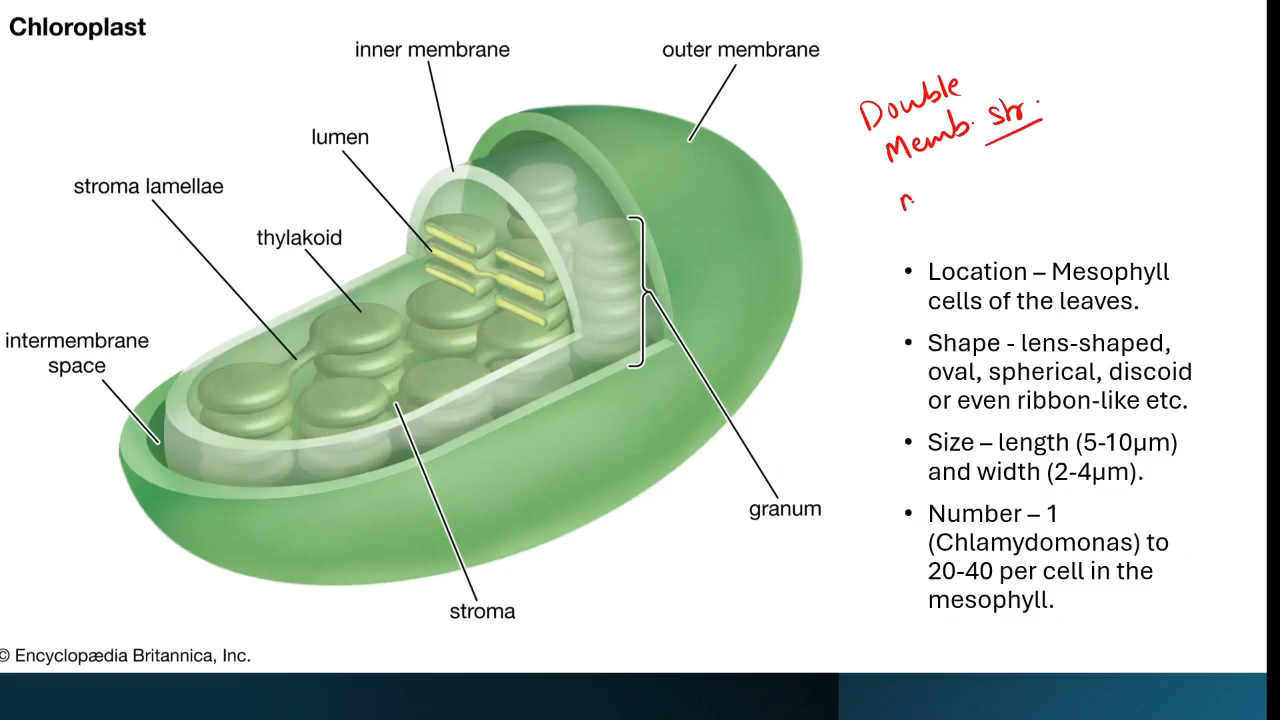 Chloroplast
inner membrane
outer membrane
lumen
stroma lamellae
thylakoid
intermembrane
space
granum
stroma
© Encyclopædia Britannica, Inc.
Double
Memb. str.
• Location – Mesophyll
cells of the leaves.
• Shape - lens-shaped,
oval, spherical, discoid
or even ribbon-like etc.
• Size – length (5-10µm)
and width (2-4µm).
• Number – 1
(Chlamydomonas) to
20-40 per cell in the
mesophyll.